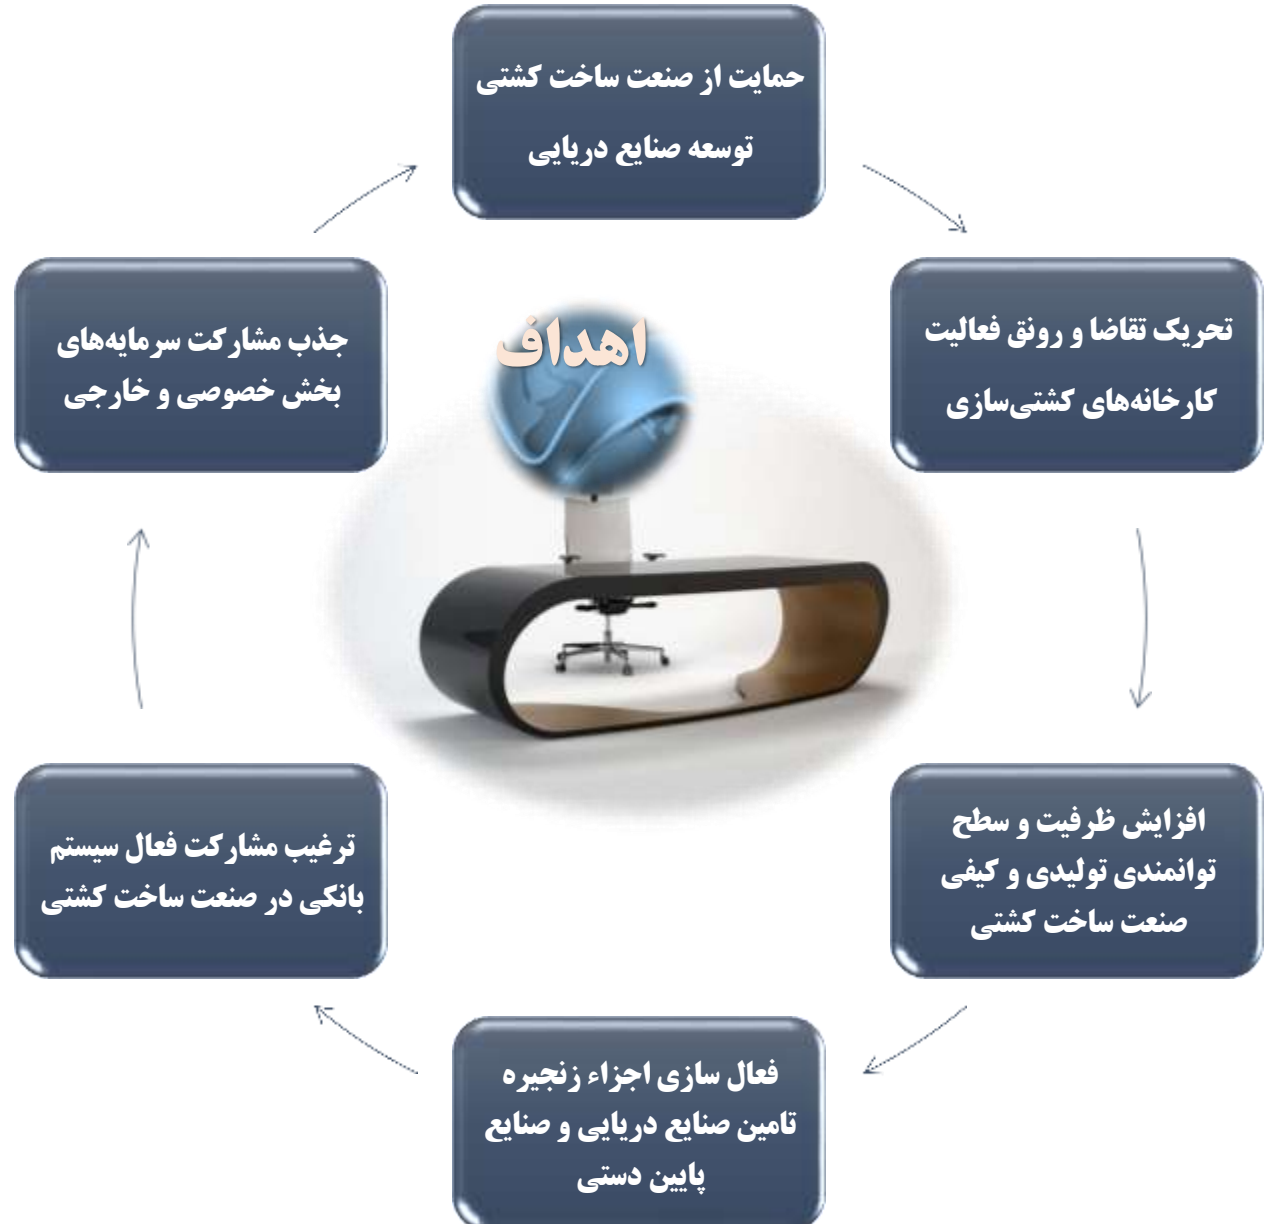 حمایت از صنعت ساخت کشتی
توسعه صنایع دریایی
تحریک تقاضا و رونق فعالیت
کارخانه‌های کشتی‌سازی
افزایش ظرفیت و سطح
توانمندی تولیدی و کیفی
صنعت ساخت کشتی
فعال سازی اجزاء زنجیره
تامین صنایع دریایی و صنایع
پایین دستی
ترغیب مشارکت فعال سیستم
بانکی در صنعت ساخت کشتی
جذب مشارکت سرمایه‌های
بخش خصوصی و خارجی
اهداف